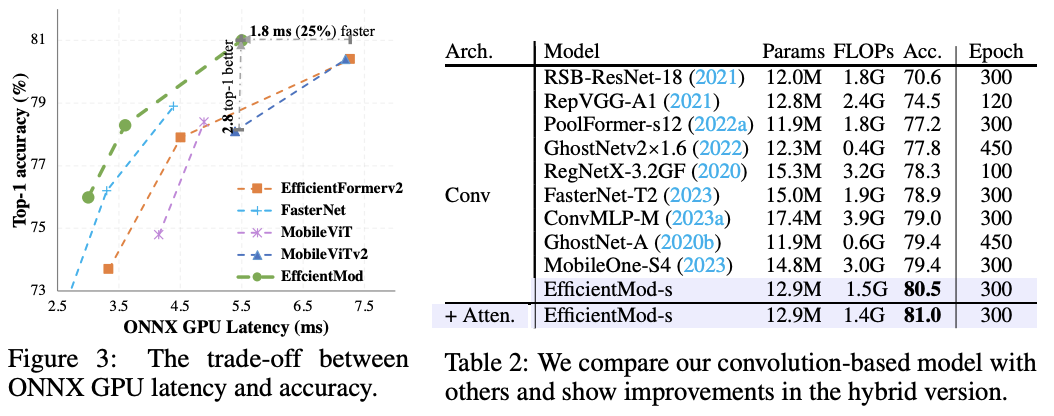 81
79
77
75
73
2.5 3.5 4.5 5.5 6.5 7.5
Top-1 accuracy (%)
ONNX GPU Latency (ms)
1.8 ms (25%) faster
2.8 top-1 better
EfficientFormerv2
FasterNet
MobileViT
MobileViTv2
EffcientMod
Figure 3: The trade-off between
ONNX GPU latency and accuracy.
Arch. Model Params FLOPs Acc. Epoch
RSB-ResNet-18 (2021) 12.0M 1.8G 70.6 300
RepVGG-A1 (2021) 12.8M 2.4G 74.5 120
PoolFormer-s12 (2022a) 11.9M 1.8G 77.2 300
GhostNetv2×1.6 (2022) 12.3M 0.4G 77.8 450
RegNetX-3.2GF (2020) 15.3M 3.2G 78.3 100
Conv FasterNet-T2 (2023) 15.0M 1.9G 78.9 300
ConvMLP-M (2023a) 17.4M 3.9G 79.0 300
GhostNet-A (2020b) 11.9M 0.6G 79.4 450
MobileOne-S4 (2023) 14.8M 3.0G 79.4 300
EfficientMod-s 12.9M 1.5G 80.5 300
+ Atten. EfficientMod-s 12.9M 1.4G 81.0 300
Table 2: We compare our convolution-based model with
others and show improvements in the hybrid version.